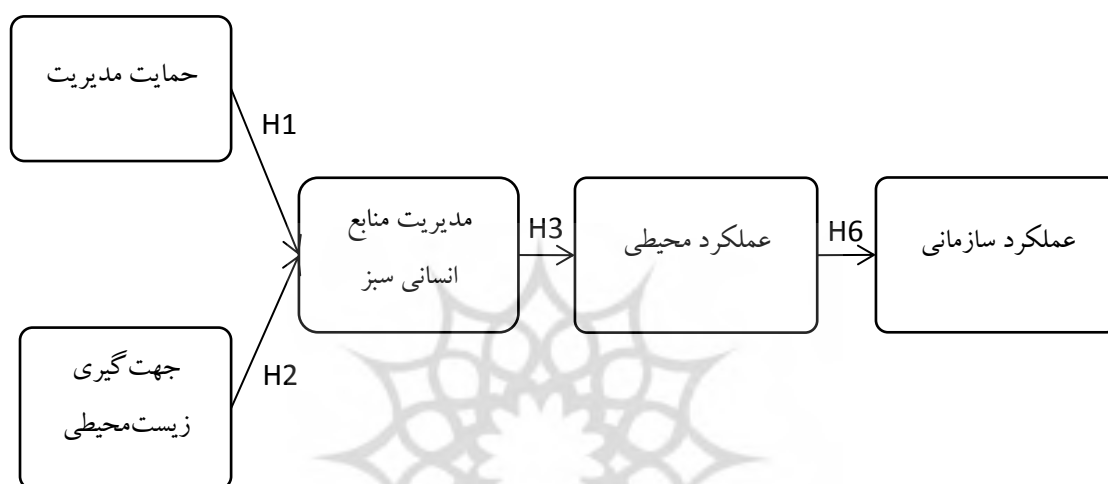 حمایت مدیریت
H1
مدیریت منابع
انسانی سبز
H3
عملکرد محیطی
H6
عملکرد سازمانی
جهت‌گیری
زیست‌محیطی
H2